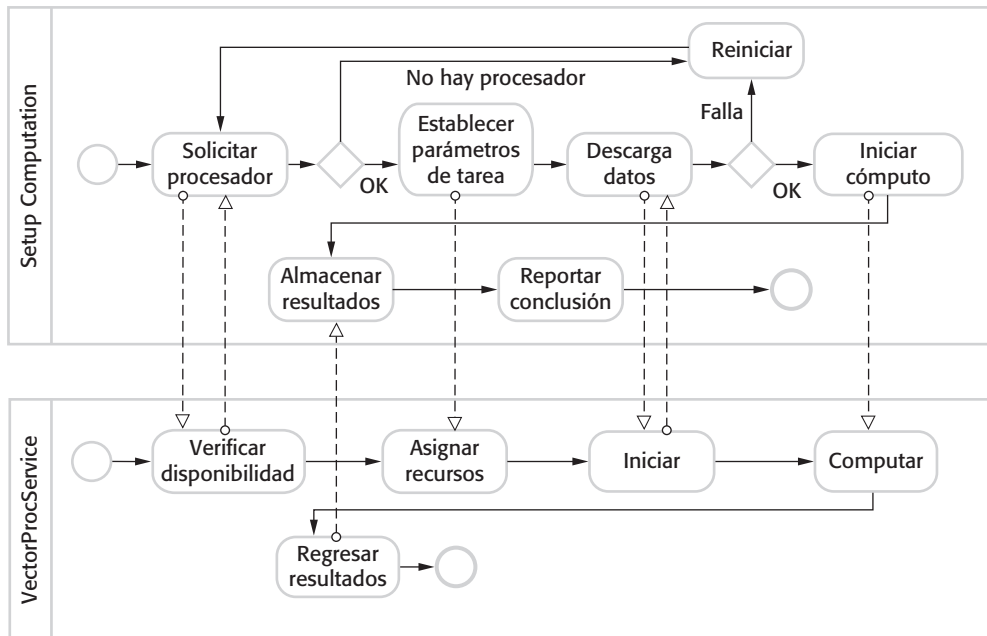 Setup Computation
Reiniciar
No hay procesador
Falla
Solicitar
procesador
OK
Establecer
parámetros
de tarea
Descarga
datos
OK
Iniciar
cómputo
Almacenar
resultados
Reportar
conclusión
VectorProcService
Verificar
disponibilidad
Asignar
recursos
Iniciar
Computar
Regresar
resultados